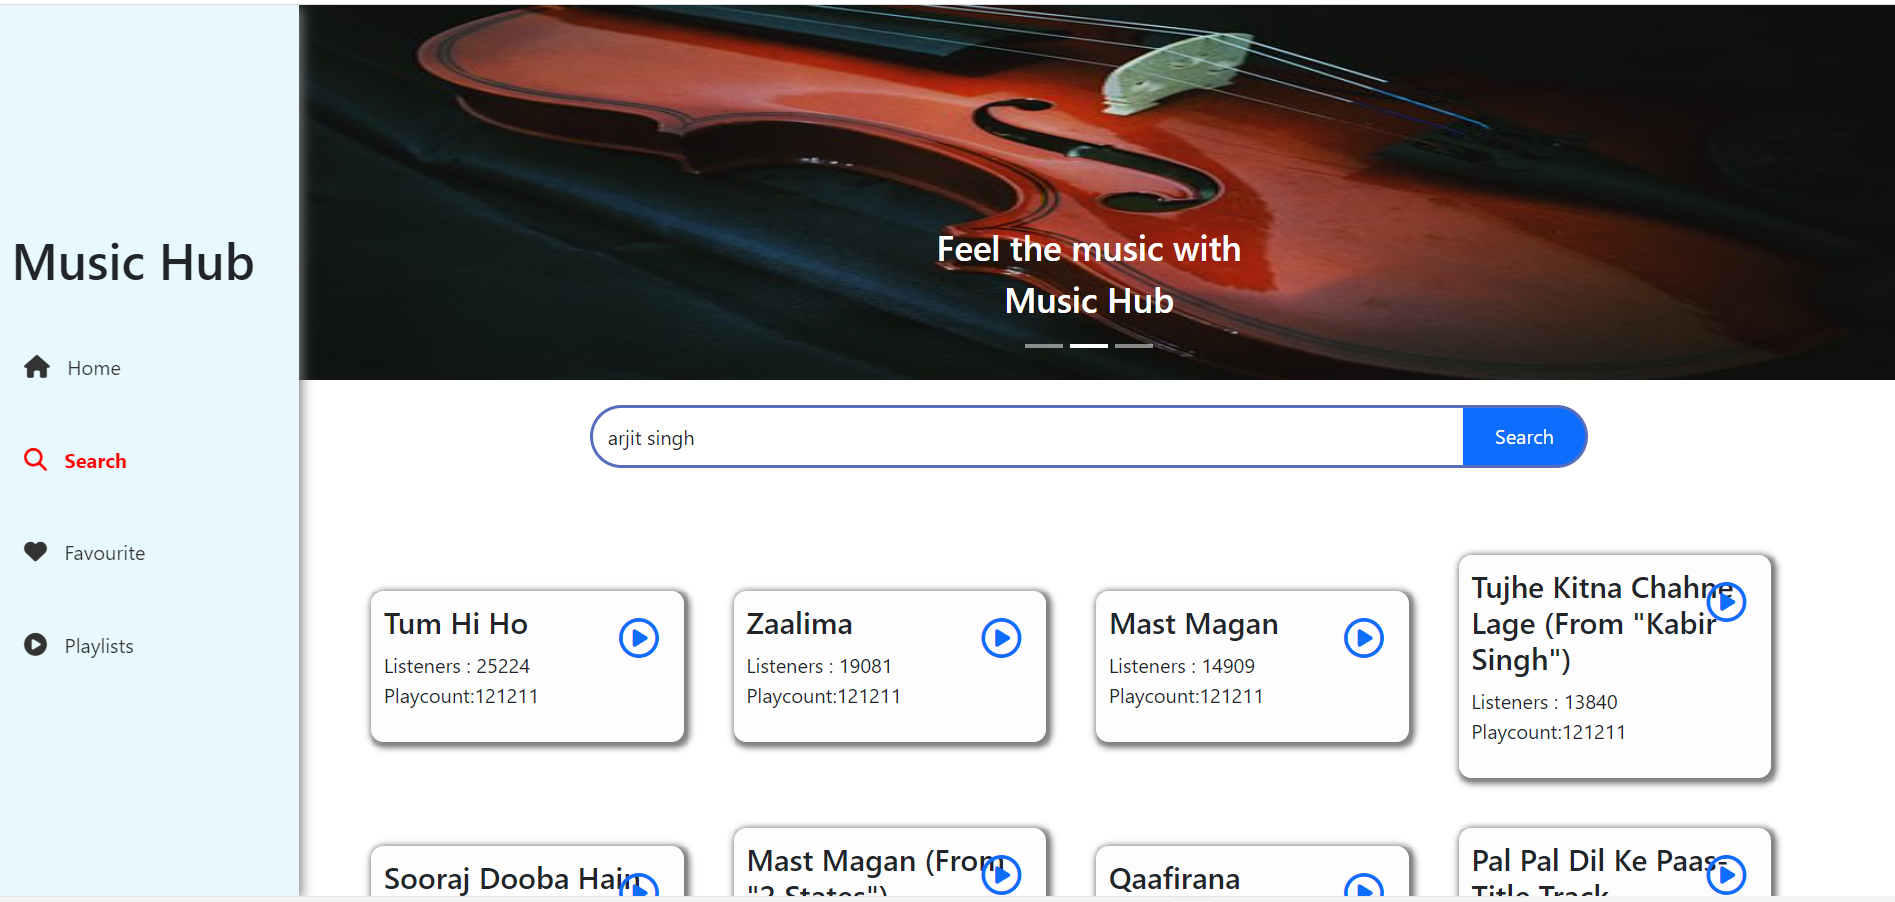 Music Hub
Home
Search
Favourite
Playlists
Feel the music with
Music Hub
arjit singh
Search
Tum Hi Ho
Listeners : 25224
Playcount:121211
Zaalima
Listeners : 19081
Playcount:121211
Mast Magan
Listeners : 14909
Playcount:121211
Tujhe Kitna Chahne
Lage (From "Kabir
Singh")
Listeners : 13840
Playcount:121211
Sooraj Dooba Hain
Mast Magan (From
"2 States")
Qaafirana
Pal Pal Dil Ke Paas-
Title Track